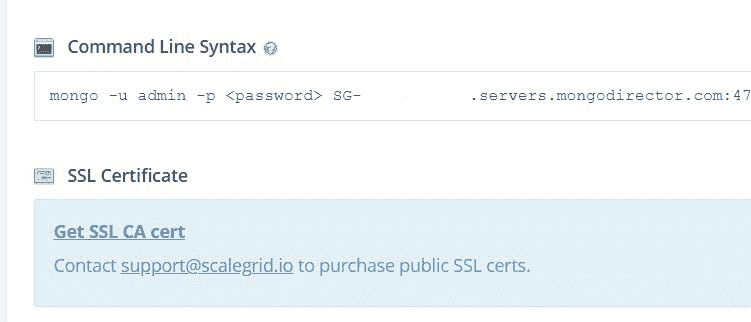 Command Line Syntax
mongo -u admin -p <password> SG- .servers.mongodirector.com:47
SSL Certificate
Get SSL CA cert
Contact support@scalegrid.io to purchase public SSL certs.